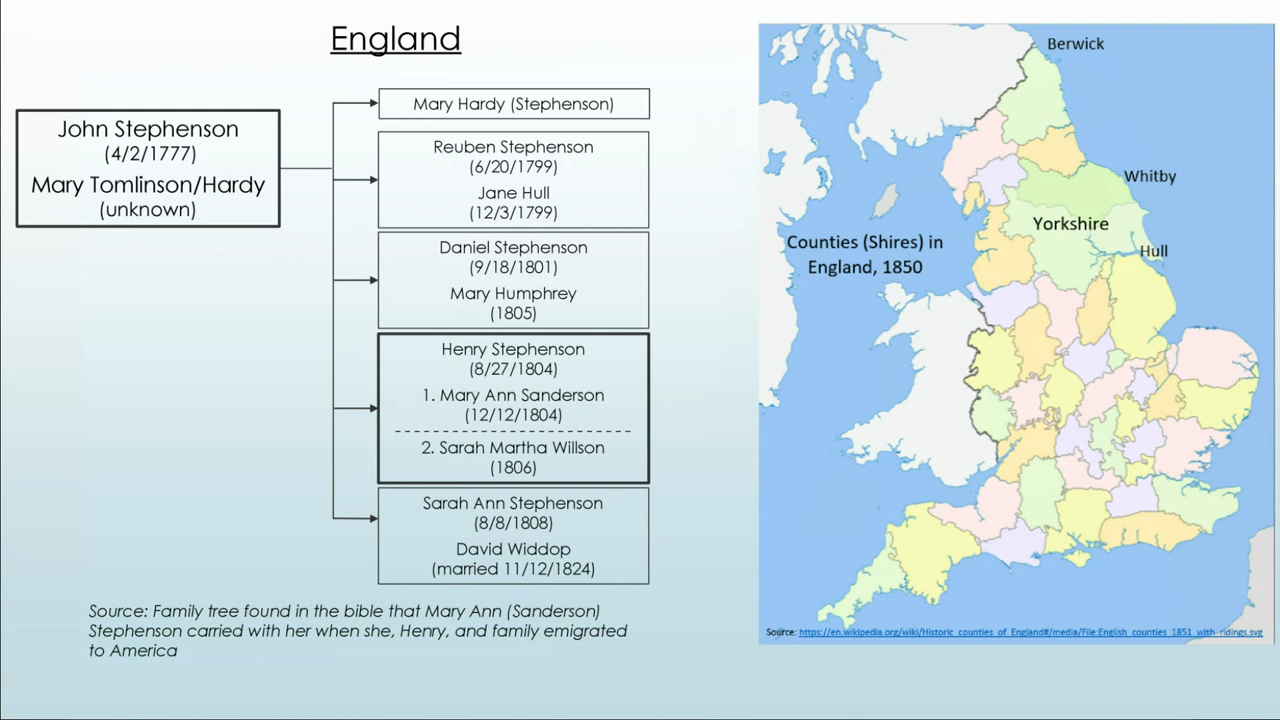 England
John Stephenson
(4/2/1777)
Mary Tomlinson/Hardy
(unknown)
Mary Hardy (Stephenson)
Reuben Stephenson
(6/20/1799)
Jane Hull
(12/3/1799)
Daniel Stephenson
(9/18/1801)
Mary Humphrey
(1805)
Henry Stephenson
(8/27/1804)
1. Mary Ann Sanderson
(12/12/1804)
2. Sarah Martha Willson
(1806)
Sarah Ann Stephenson
(8/8/1808)
David Widdop
(married 11/12/1824)
Source: Family tree found in the bible that Mary Ann (Sanderson)
Stephenson carried with her when she, Henry, and family emigrated
to America
Berwick
Whitby
Yorkshire
Hull
Counties (Shires) in
England, 1850
Source: https://en.wikipedia.org/wiki/Historic_counties_of_England#/media/File:English_counties_1851_with_ridings.svg